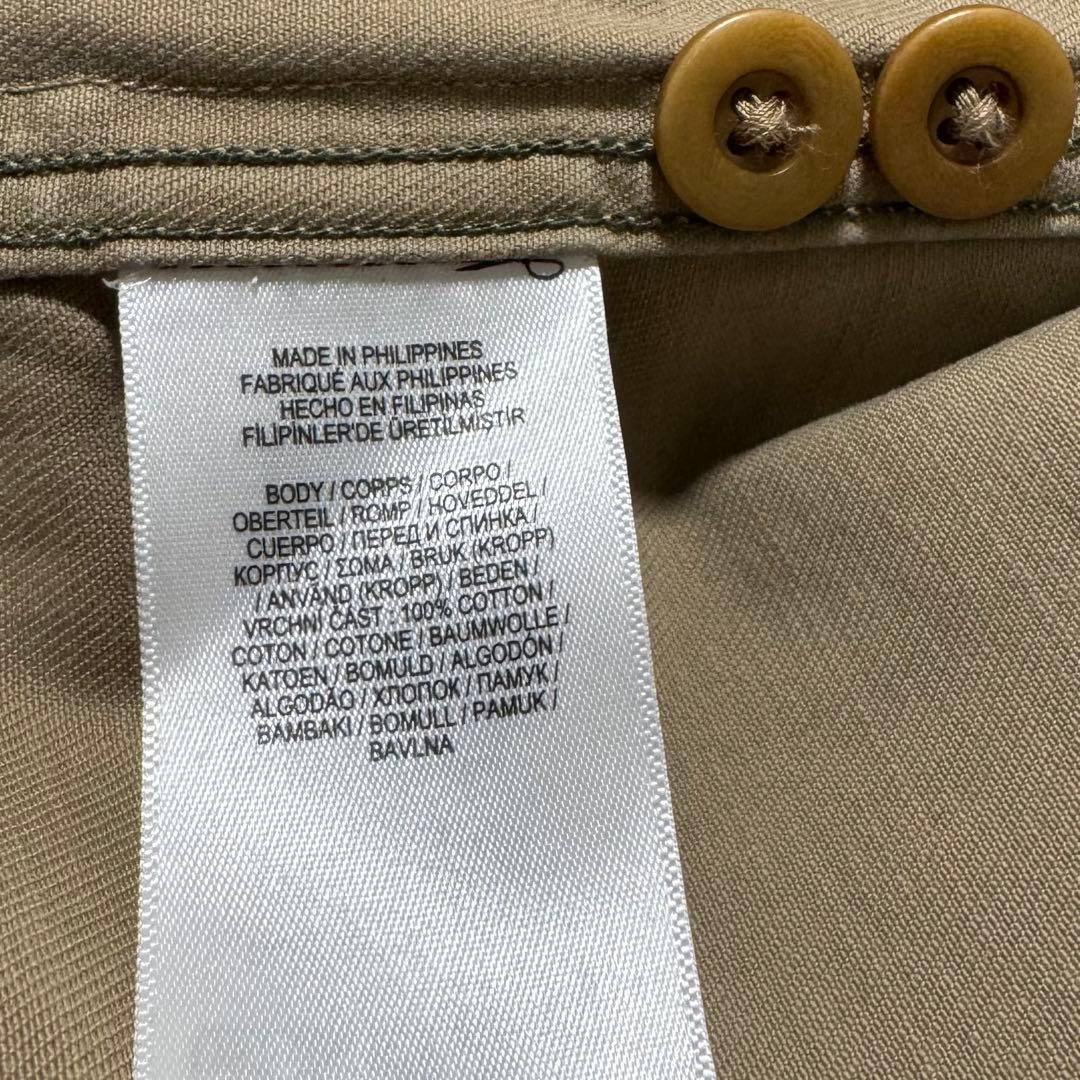 MADE IN PHILIPPINES
FABRIQUÉ AUX PHILIPPINES
HECHO EN FILIPINAS
FİLİPİNLER'DE ÜRETİLMİSTİR
BODY / CORPS / CORPO /
OBERTEIL / ROMP / HOVEDDEL /
CUERPO / ПЕРЕД И СПИНКА /
КОРПУС / ΣΩΜΑ / BRUK (KROPP)
/ ANVÄND (KROPP) / BEDEN /
VRCHNI ČÁST : 100% COTTON /
COTON / COTONE / BAUMWOLLE /
KATOEN / BOMULD / ALGODÓN /
ALGODÃO / ХЛОПОК / ПАМУК /
BAMBAKI / BOMULL / PAMUK /
BAVLNA